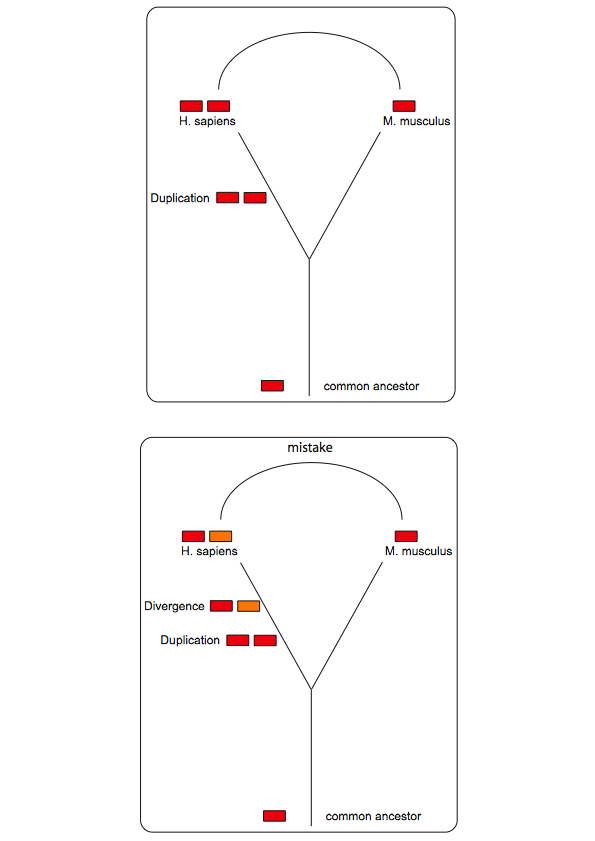 H. sapiens
M. musculus
Duplication
common ancestor
mistake
H. sapiens
M. musculus
Divergence
Duplication
common ancestor